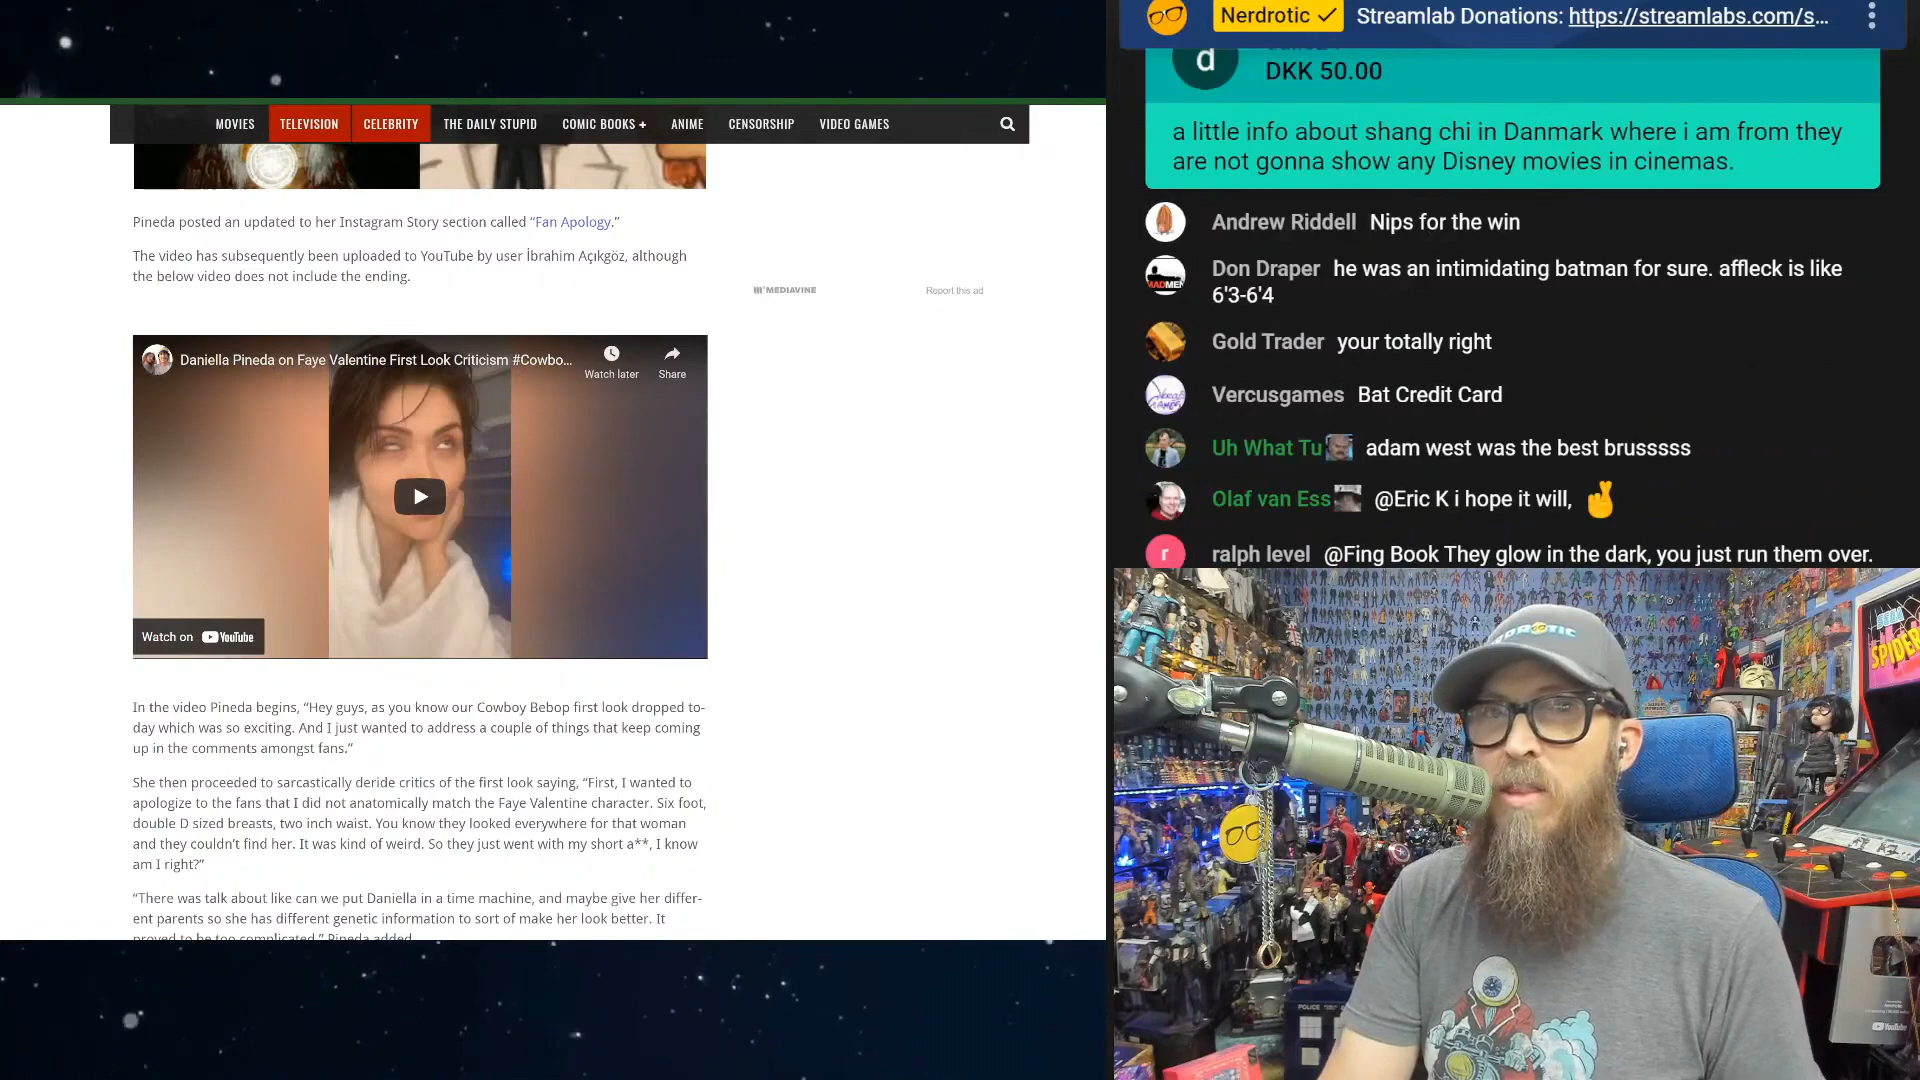 MOVIES TELEVISION CELEBRITY THE DAILY STUPID COMIC BOOKS + ANIME CENSORSHIP VIDEO GAMES
Pineda posted an updated to her Instagram Story section called “Fan Apology.”
The video has subsequently been uploaded to YouTube by user İbrahim Açıkgöz, although
the below video does not include the ending.
MEDIAVINE
Report this ad
Daniella Pineda on Faye Valentine First Look Criticism #Cowbo...
Watch later
Share
Watch on YouTube
In the video Pineda begins, “Hey guys, as you know our Cowboy Bebop first look dropped to-
day which was so exciting. And I just wanted to address a couple of things that keep coming
up in the comments amongst fans.”
She then proceeded to sarcastically deride critics of the first look saying, “First, I wanted to
apologize to the fans that I did not anatomically match the Faye Valentine character. Six foot,
double D sized breasts, two inch waist. You know they looked everywhere for that woman
and they couldn’t find her. It was kind of weird. So they just went with my short a**, I know
am I right?”
“There was talk about like can we put Daniella in a time machine, and maybe give her differ-
ent parents so she has different genetic information to sort of make her look better. It
proved to be too complicated,” Pineda added.
Nerdrotic Streamlab Donations: https://streamlabs.com/s...
d
DKK 50.00
a little info about shang chi in Danmark where i am from they
are not gonna show any Disney movies in cinemas.
Andrew Riddell Nips for the win
Don Draper he was an intimidating batman for sure. affleck is like
6'3-6'4
MADMEN
Gold Trader your totally right
Vercusgames Bat Credit Card
Uh What Tu adam west was the best brusssss
Olaf van Ess @Eric K i hope it will, 🤞
r
ralph level @Fing Book They glow in the dark, you just run them over.
SEGA
SPIDER
POLICE
YouTube